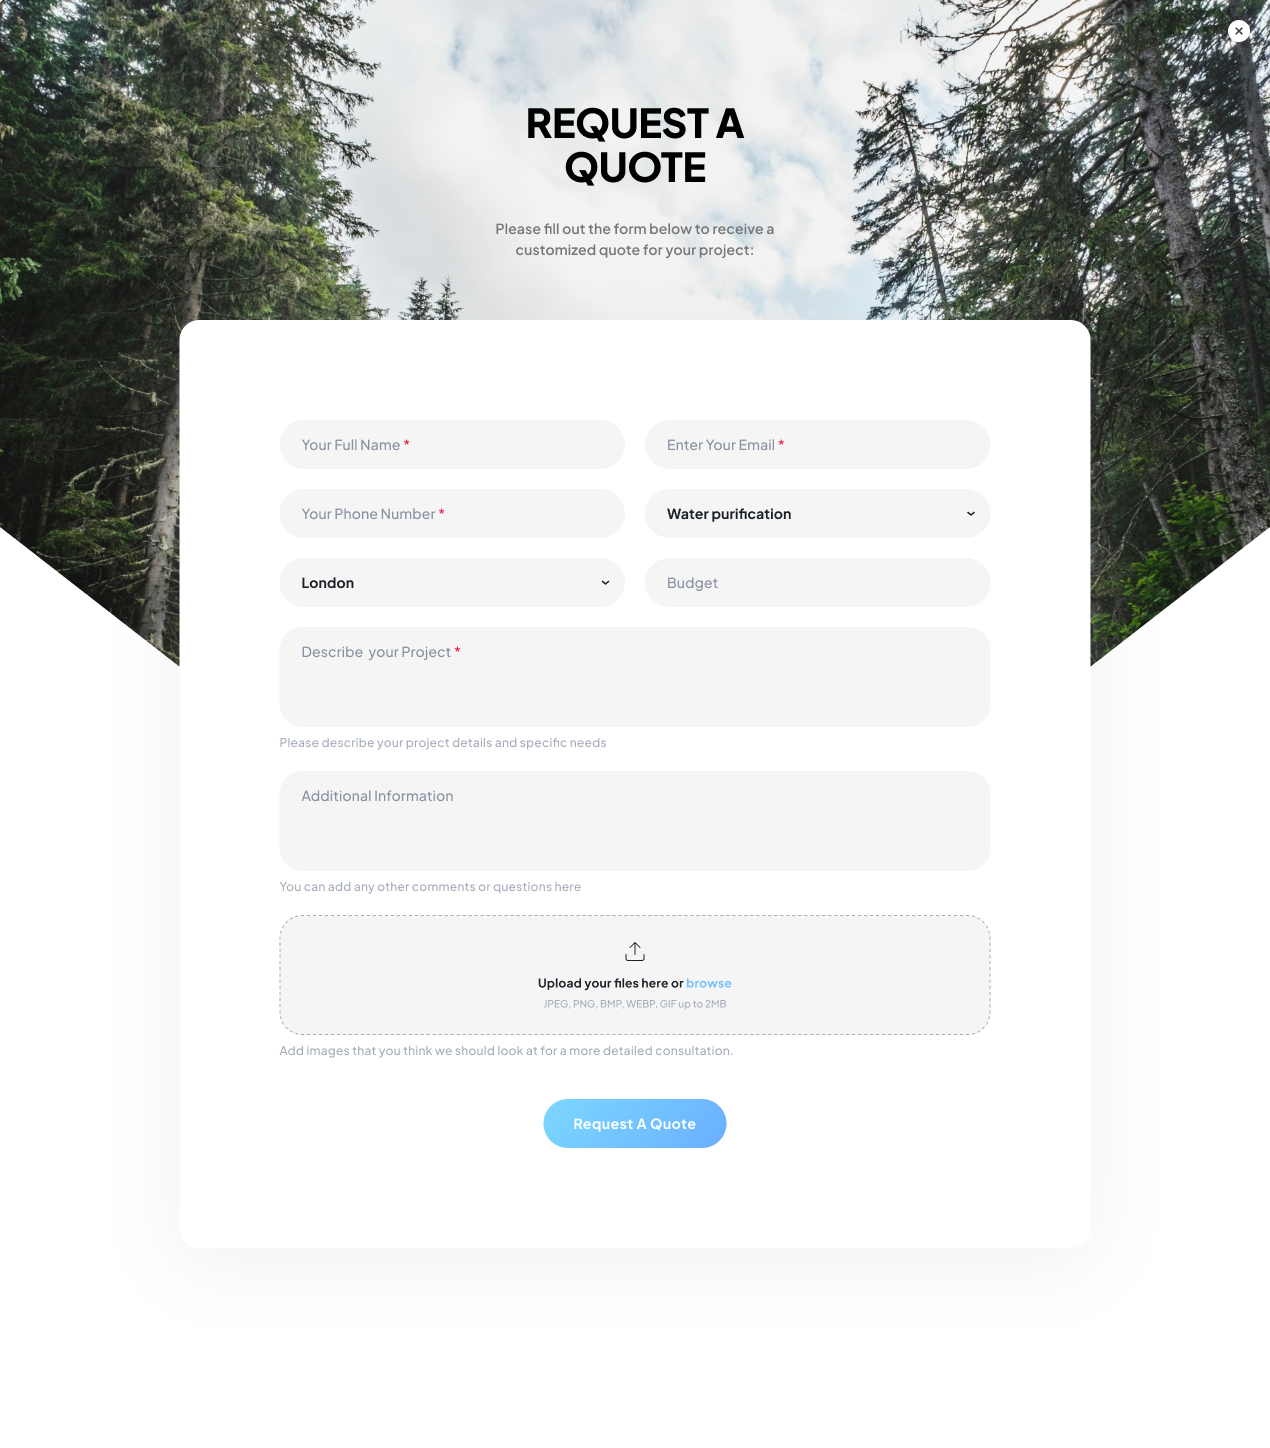 REQUEST A
QUOTE
Please fill out the form below to receive a
customized quote for your project:
Your Full Name *
Enter Your Email *
Your Phone Number *
Water purification
London
Budget
Describe your Project *
Please describe your project details and specific needs
Additional Information
You can add any other comments or questions here
Upload your files here or browse
JPEG, PNG, BMP, WEBP, GIF up to 2MB
Add images that you think we should look at for a more detailed consultation.
Request A Quote